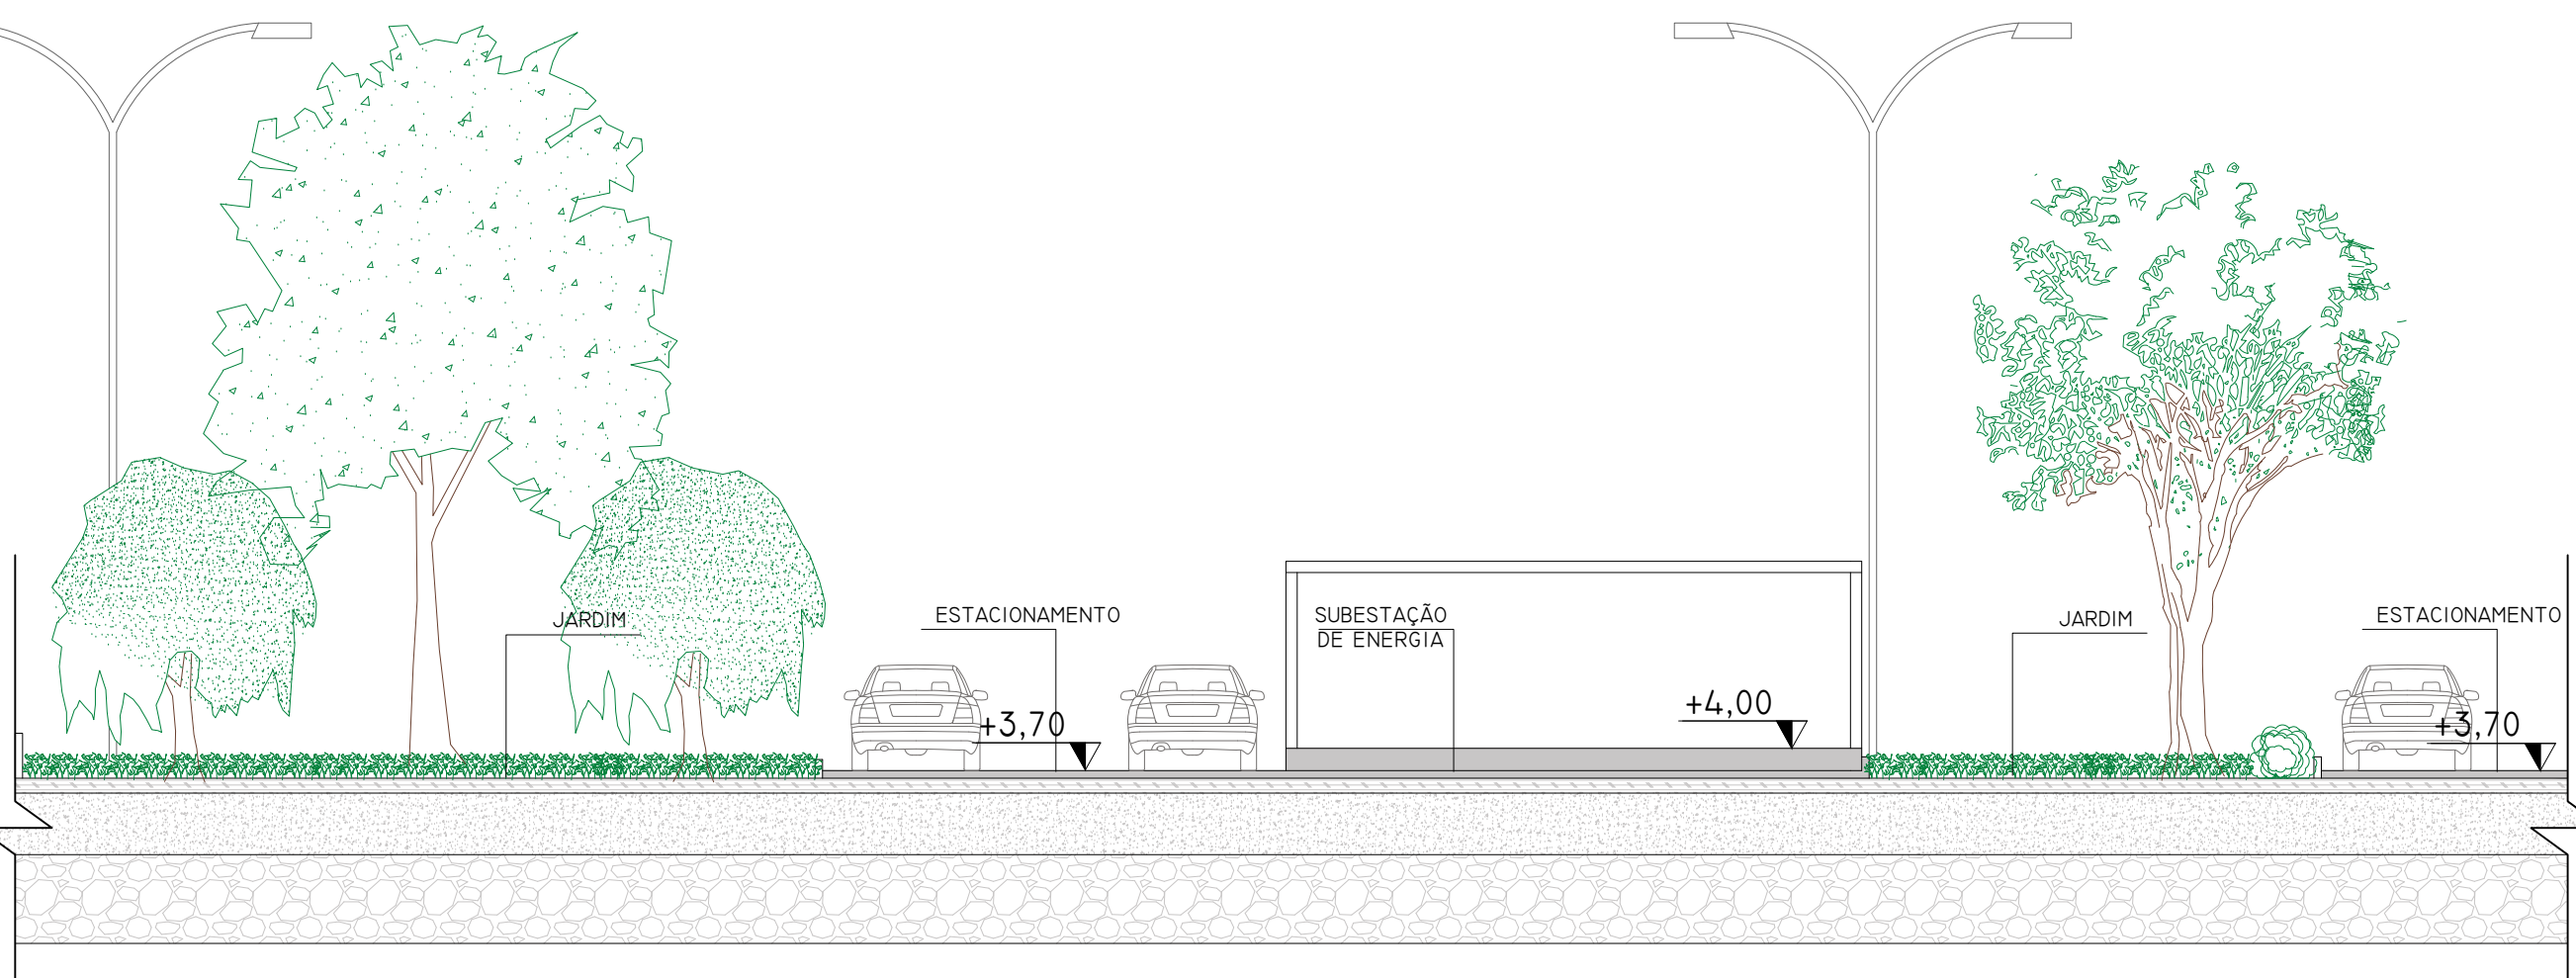 JARDIM
ESTACIONAMENTO
+3,70
SUBESTAÇÃO
DE ENERGIA
+4,00
JARDIM
ESTACIONAMENTO
+3,70